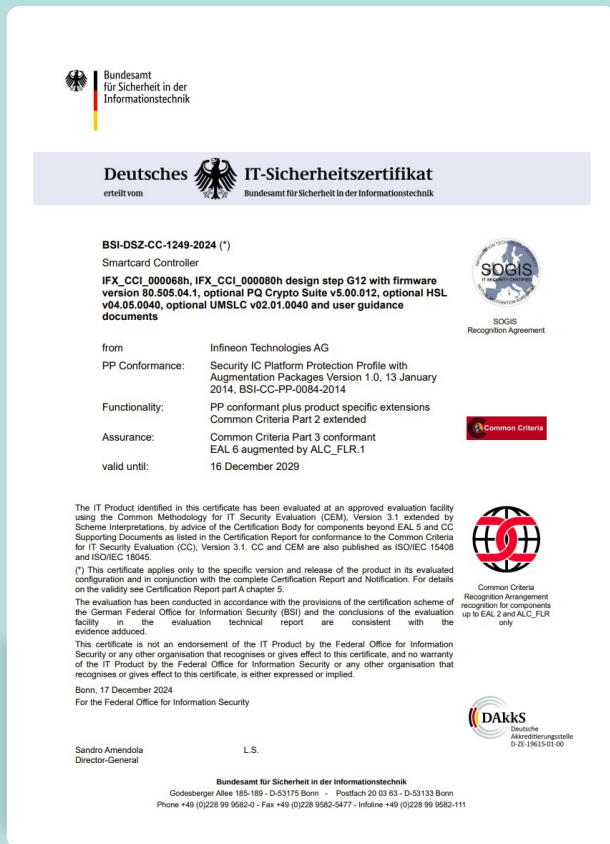 Bundesamt
für Sicherheit in der
Informationstechnik
Deutsches IT-Sicherheitszertifikat
erteilt vom Bundesamt für Sicherheit in der Informationstechnik
BSI-DSZ-CC-1249-2024 (*)
Smartcard Controller
IFX_CCI_000068h, IFX_CCI_000080h design step G12 with firmware
version 80.505.04.1, optional PQ Crypto Suite v5.00.012, optional HSL
v04.05.0040, optional UMSLC v02.01.0040 and user guidance
documents
SOGIS
IT SECURITY CERTIFIED
SOGIS
Recognition Agreement
from Infineon Technologies AG
PP Conformance: Security IC Platform Protection Profile with
Augmentation Packages Version 1.0, 13 January
2014, BSI-CC-PP-0084-2014
Functionality: PP conformant plus product specific extensions
Common Criteria Part 2 extended
Common Criteria
Assurance: Common Criteria Part 3 conformant
EAL 6 augmented by ALC_FLR.1
valid until: 16 December 2029
The IT Product identified in this certificate has been evaluated at an approved evaluation facility
using the Common Methodology for IT Security Evaluation (CEM), Version 3.1 extended by
Scheme Interpretations, by advice of the Certification Body for components beyond EAL 5 and CC
Supporting Documents as listed in the Certification Report for conformance to the Common Criteria
for IT Security Evaluation (CC), Version 3.1. CC and CEM are also published as ISO/IEC 15408
and ISO/IEC 18045.
(*) This certificate applies only to the specific version and release of the product in its evaluated
configuration and in conjunction with the complete Certification Report and Notification. For details
on the validity see Certification Report part A chapter 5.
The evaluation has been conducted in accordance with the provisions of the certification scheme of
the German Federal Office for Information Security (BSI) and the conclusions of the evaluation
facility in the evaluation technical report are consistent with the
evidence adduced.
Common Criteria
Recognition Arrangement
recognition for components
up to EAL 2 and ALC_FLR
only
This certificate is not an endorsement of the IT Product by the Federal Office for Information
Security or any other organisation that recognises or gives effect to this certificate, and no warranty
of the IT Product by the Federal Office for Information Security or any other organisation that
recognises or gives effect to this certificate, is either expressed or implied.
Bonn, 17 December 2024
For the Federal Office for Information Security
DAkkS
Deutsche
Akkreditierungsstelle
D-ZE-19615-01-00
Sandro Amendola L.S.
Director-General
Bundesamt für Sicherheit in der Informationstechnik
Godesberger Allee 185-189 - D-53175 Bonn - Postfach 20 03 63 - D-53133 Bonn
Phone +49 (0)228 99 9582-0 - Fax +49 (0)228 9582-5477 - Infoline +49 (0)228 99 9582-111